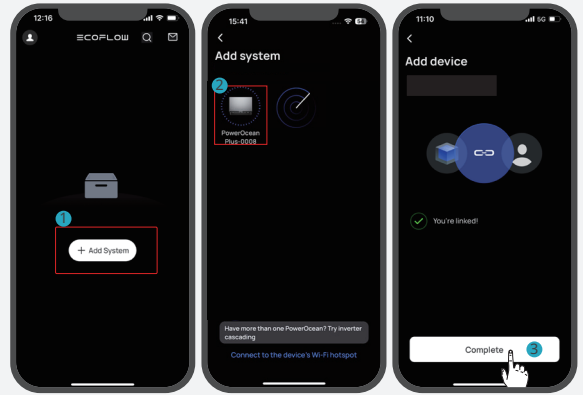 12:16
ECOFLOW
1
+ Add System
15:41
Add system
2
PowerOcean
Plus-0008
Have more than one PowerOcean? Try inverter
cascading
Connect to the device's Wi-Fi hotspot
11:10
5G
Add device
You're linked!
Complete
3